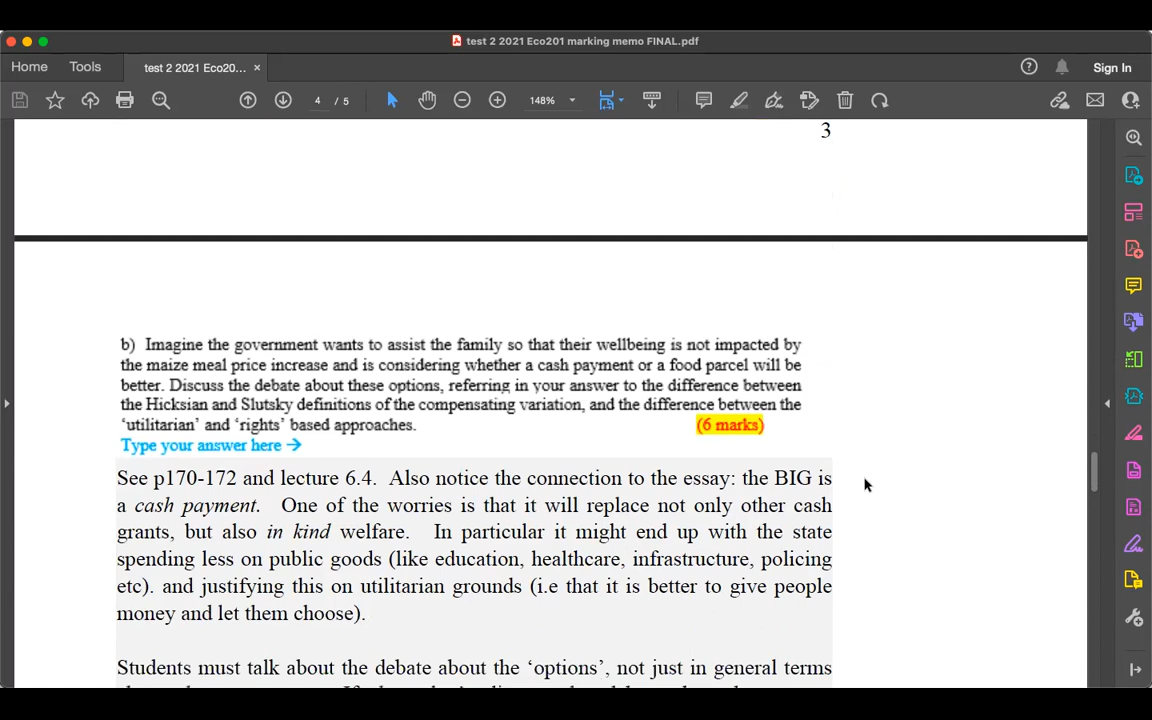 test 2 2021 Eco201 marking memo FINAL.pdf
Home Tools test 2 2021 Eco20... × Sign In
4 / 5 148%
3
b) Imagine the government wants to assist the family so that their wellbeing is not impacted by
the maize meal price increase and is considering whether a cash payment or a food parcel will be
better. Discuss the debate about these options, referring in your answer to the difference between
the Hicksian and Slutsky definitions of the compensating variation, and the difference between the
‘utilitarian’ and ‘rights’ based approaches. (6 marks)
Type your answer here →
See p170-172 and lecture 6.4. Also notice the connection to the essay: the BIG is
a cash payment. One of the worries is that it will replace not only other cash
grants, but also in kind welfare. In particular it might end up with the state
spending less on public goods (like education, healthcare, infrastructure, policing
etc). and justifying this on utilitarian grounds (i.e that it is better to give people
money and let them choose).
Students must talk about the debate about the ‘options’, not just in general terms